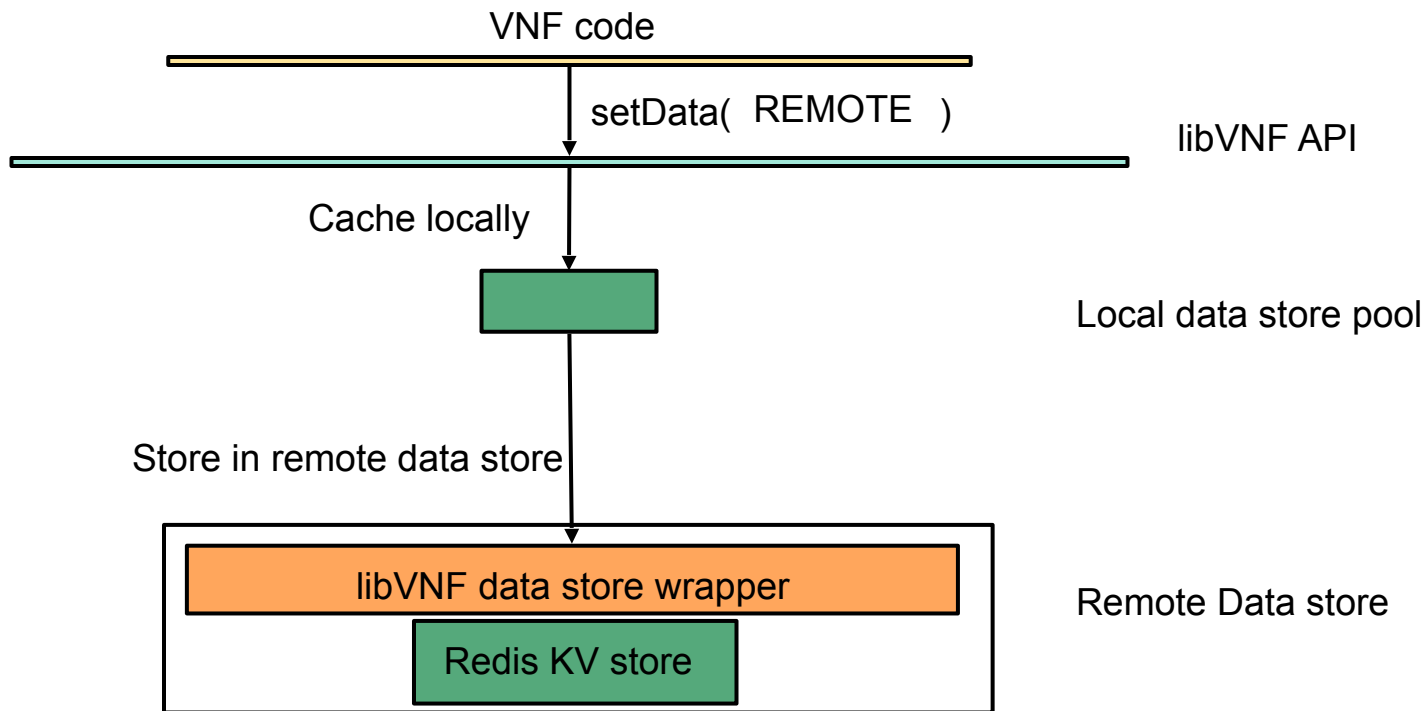 VNF code
setData( REMOTE )
libVNF API
Cache locally
Local data store pool
Store in remote data store
libVNF data store wrapper
Remote Data store
Redis KV store